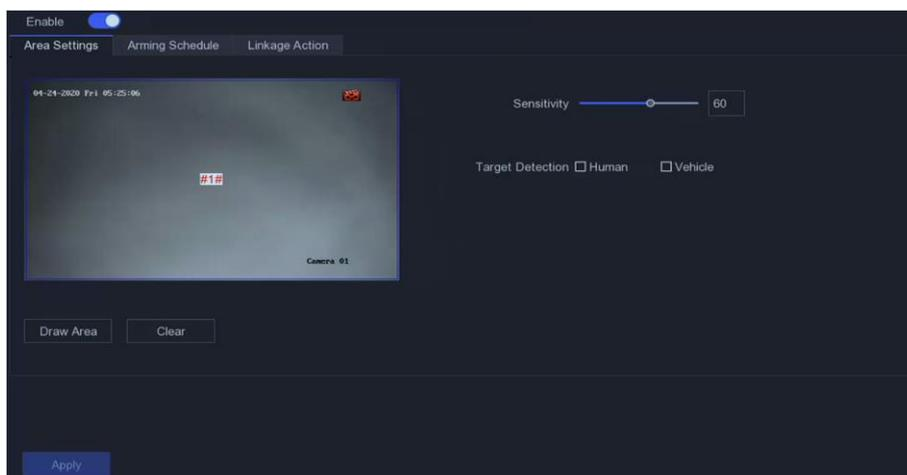 Enable
Area Settings Arming Schedule Linkage Action
04-24-2020 Fri 05:25:06
Sensitivity 60
Target Detection Human Vehicle
#1#
Camera 01
Draw Area Clear
Apply